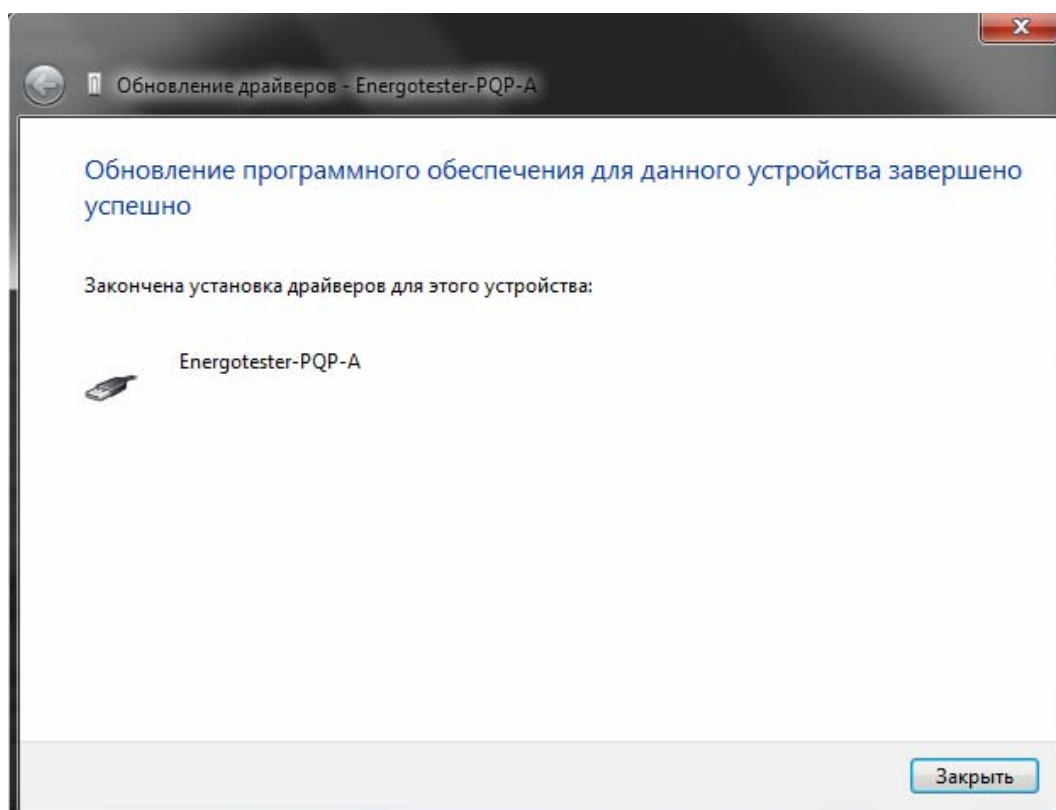 Обновление драйверов - Energotester-PQP-A
Обновление программного обеспечения для данного устройства завершено
успешно
Закончена установка драйверов для этого устройства:
Energotester-PQP-A
Закрыть